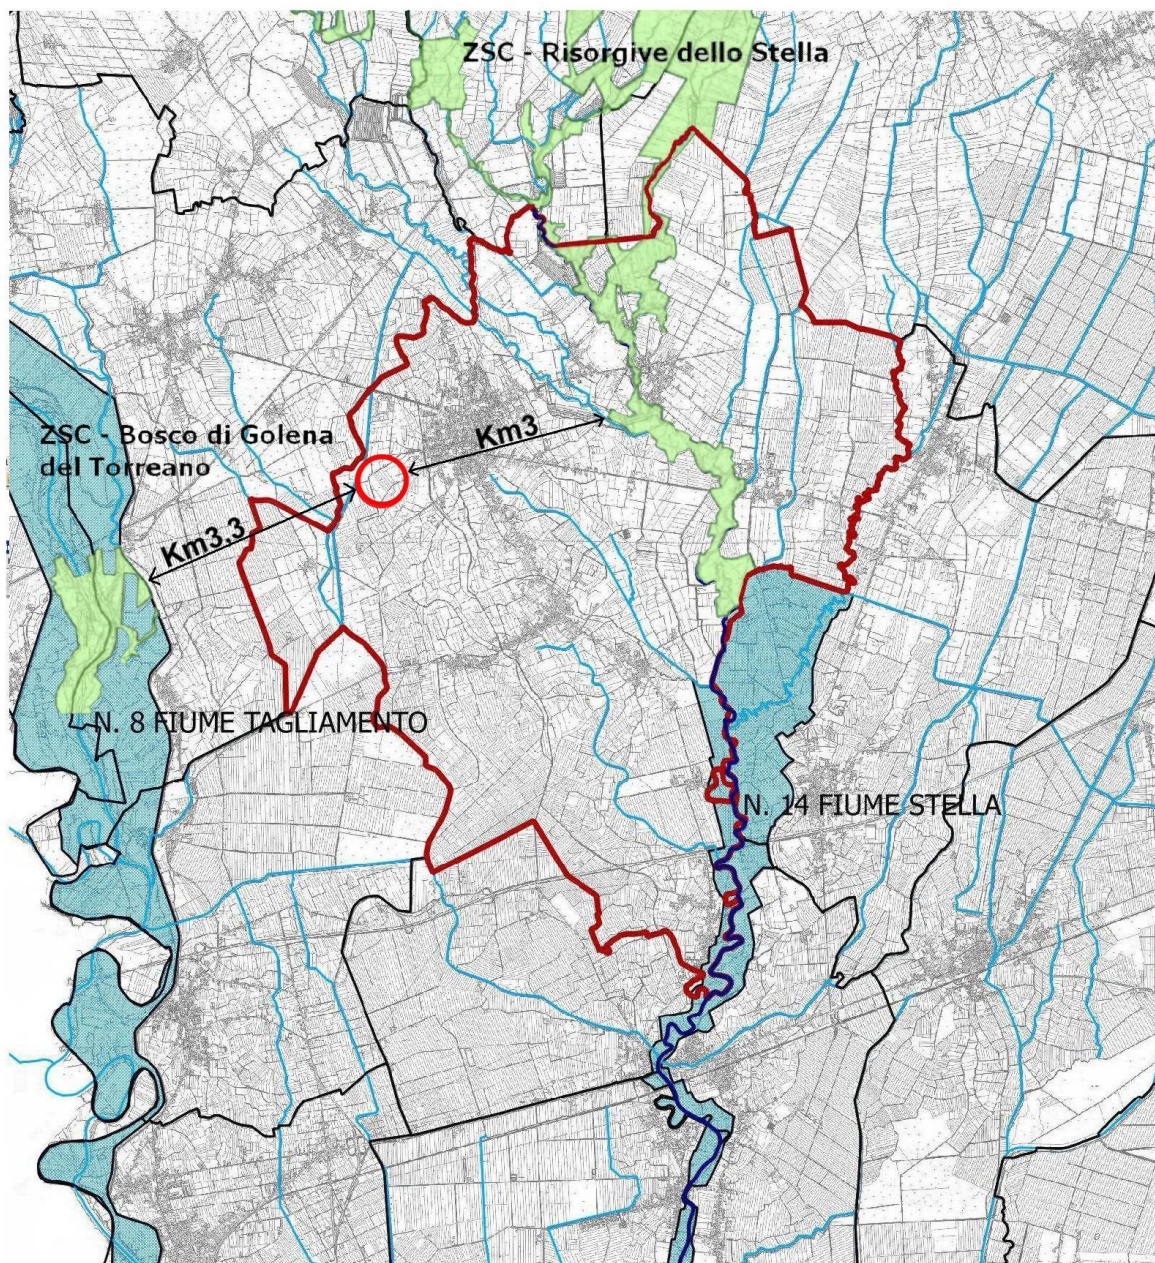 ZSC - Risorgive dello Stella
ZSC - Bosco di Golena
del Torreano
Km3
Km3,3
N. 8 FIUME TAGLIAMENTO
N. 14 FIUME STELLA